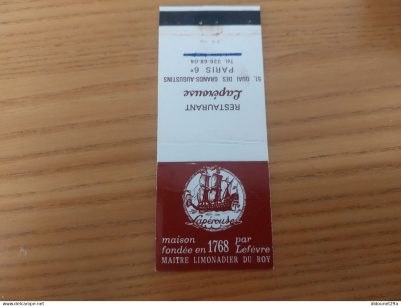 RESTAURANT
Lapérouse
51, QUAI DES GRANDS-AUGUSTINS
PARIS 6e
Tél. 326-68-04
Lapérouse
maison par
fondée en 1768 Lefèvre
MAITRE LIMONADIER DU ROY